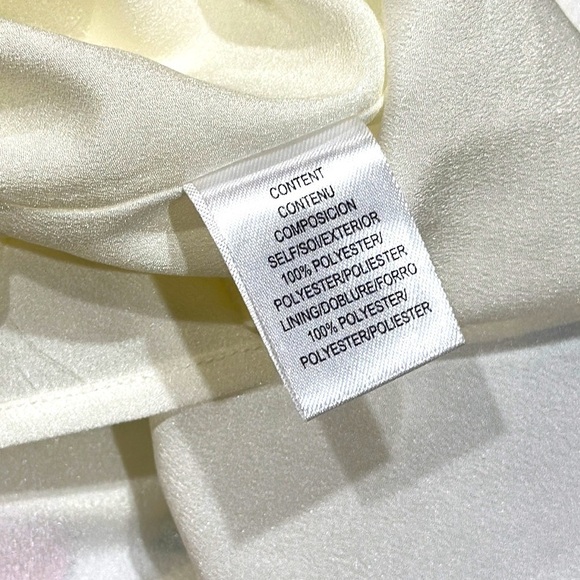 CONTENT
CONTENU
COMPOSICION
SELF/SOI/EXTERIOR
100% POLYESTER/
POLYESTER/POLIESTER
LINING/DOBLURE/FORRO
100% POLYESTER/
POLYESTER/POLIESTER